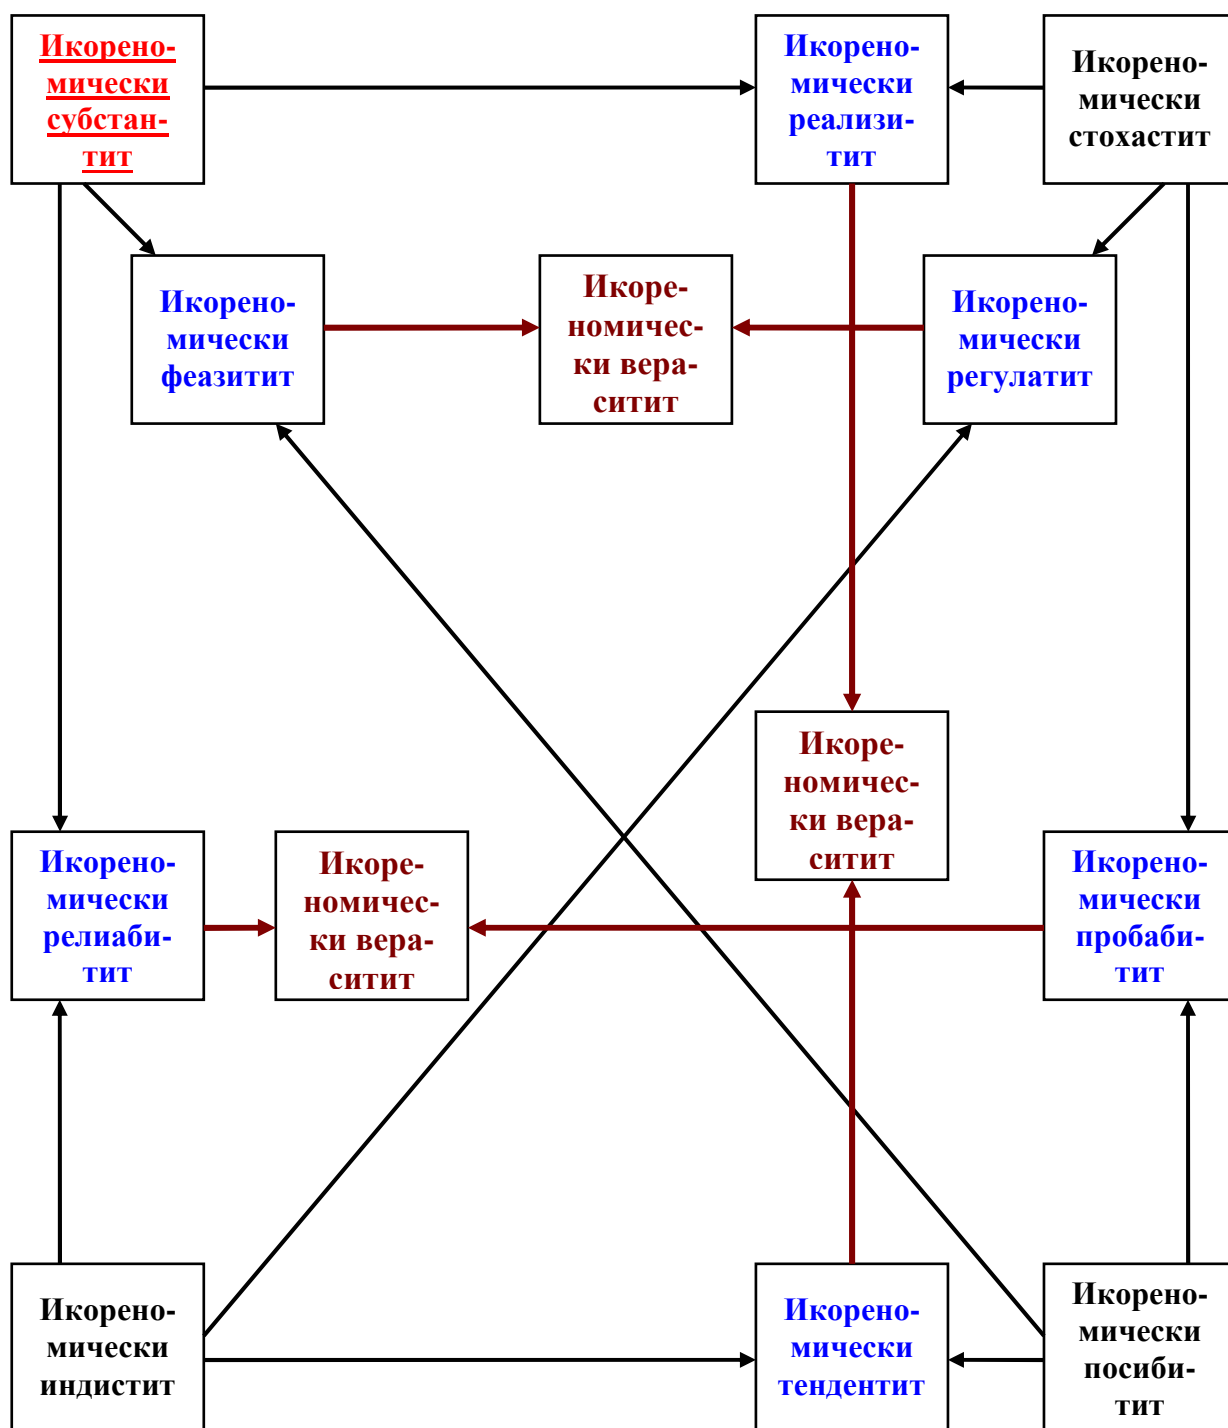 Икорено-
мически
субстан-
тит
Икорено-
мически
реализи-
тит
Икорено-
мически
стохастит
Икорено-
мически
феазитит
Икоре-
номичес-
ки вера-
ситит
Икорено-
мически
регулатит
Икоре-
номичес-
ки вера-
ситит
Икорено-
мически
релиаби-
тит
Икоре-
номичес-
ки вера-
ситит
Икорено-
мически
пробаби-
тит
Икорено-
мически
индистит
Икорено-
мически
тендентит
Икорено-
мически
посиби-
тит